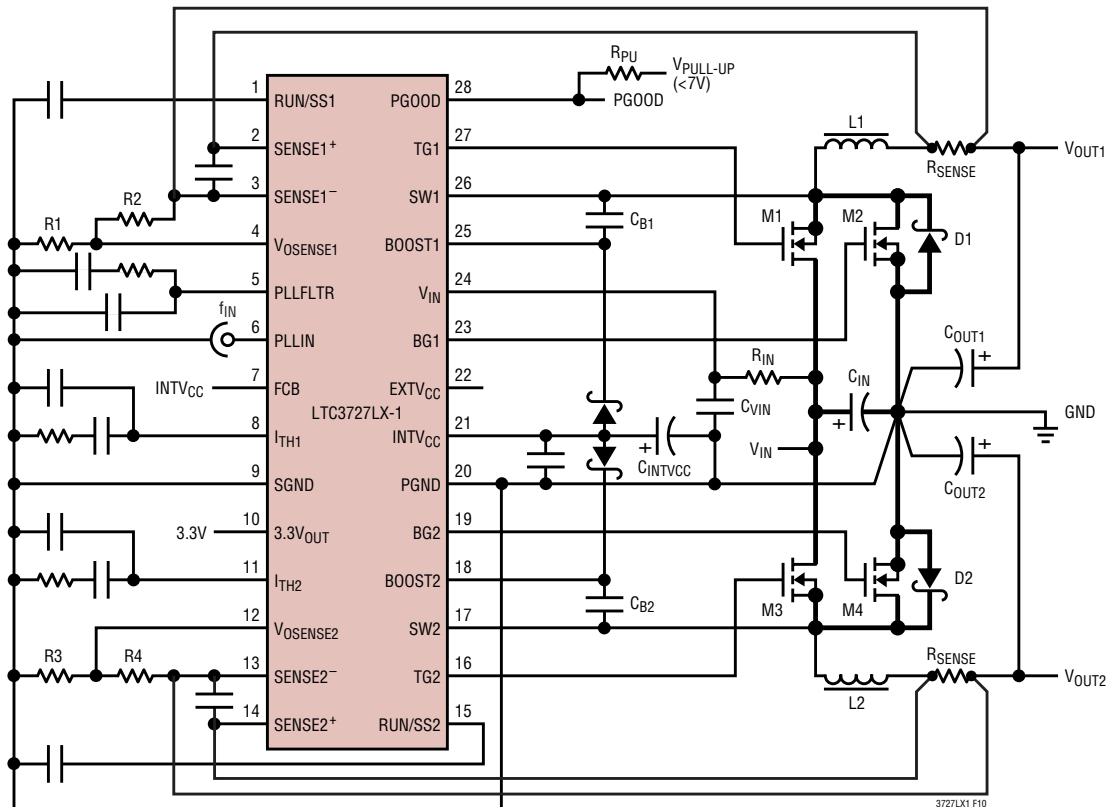 RPU
VPULL-UP
(<7V)
PGOOD
1
RUN/SS1
PGOOD
28
2
SENSE1+
TG1
27
3
SENSE1−
SW1
26
4
VOSENSE1
BOOST1
25
5
PLLFLTR
VIN
24
6
PLLIN
BG1
23
7
FCB
EXTVCC
22
LTC3727LX-1
8
ITH1
INTVCC
21
9
SGND
PGND
20
10
3.3VOUT
BG2
19
11
ITH2
BOOST2
18
12
VOSENSE2
SW2
17
13
SENSE2−
TG2
16
14
SENSE2+
RUN/SS2
15
R2
R1
fIN
INTVCC
3.3V
R3
R4
L1
RSENSE
VOUT1
CB1
M1
M2
D1
COUT1
RIN
CIN
CVIN
+
GND
VIN
+
CINTVCC
+
COUT2
+
D2
CB2
M3
M4
RSENSE
L2
VOUT2
3727LX1 F10